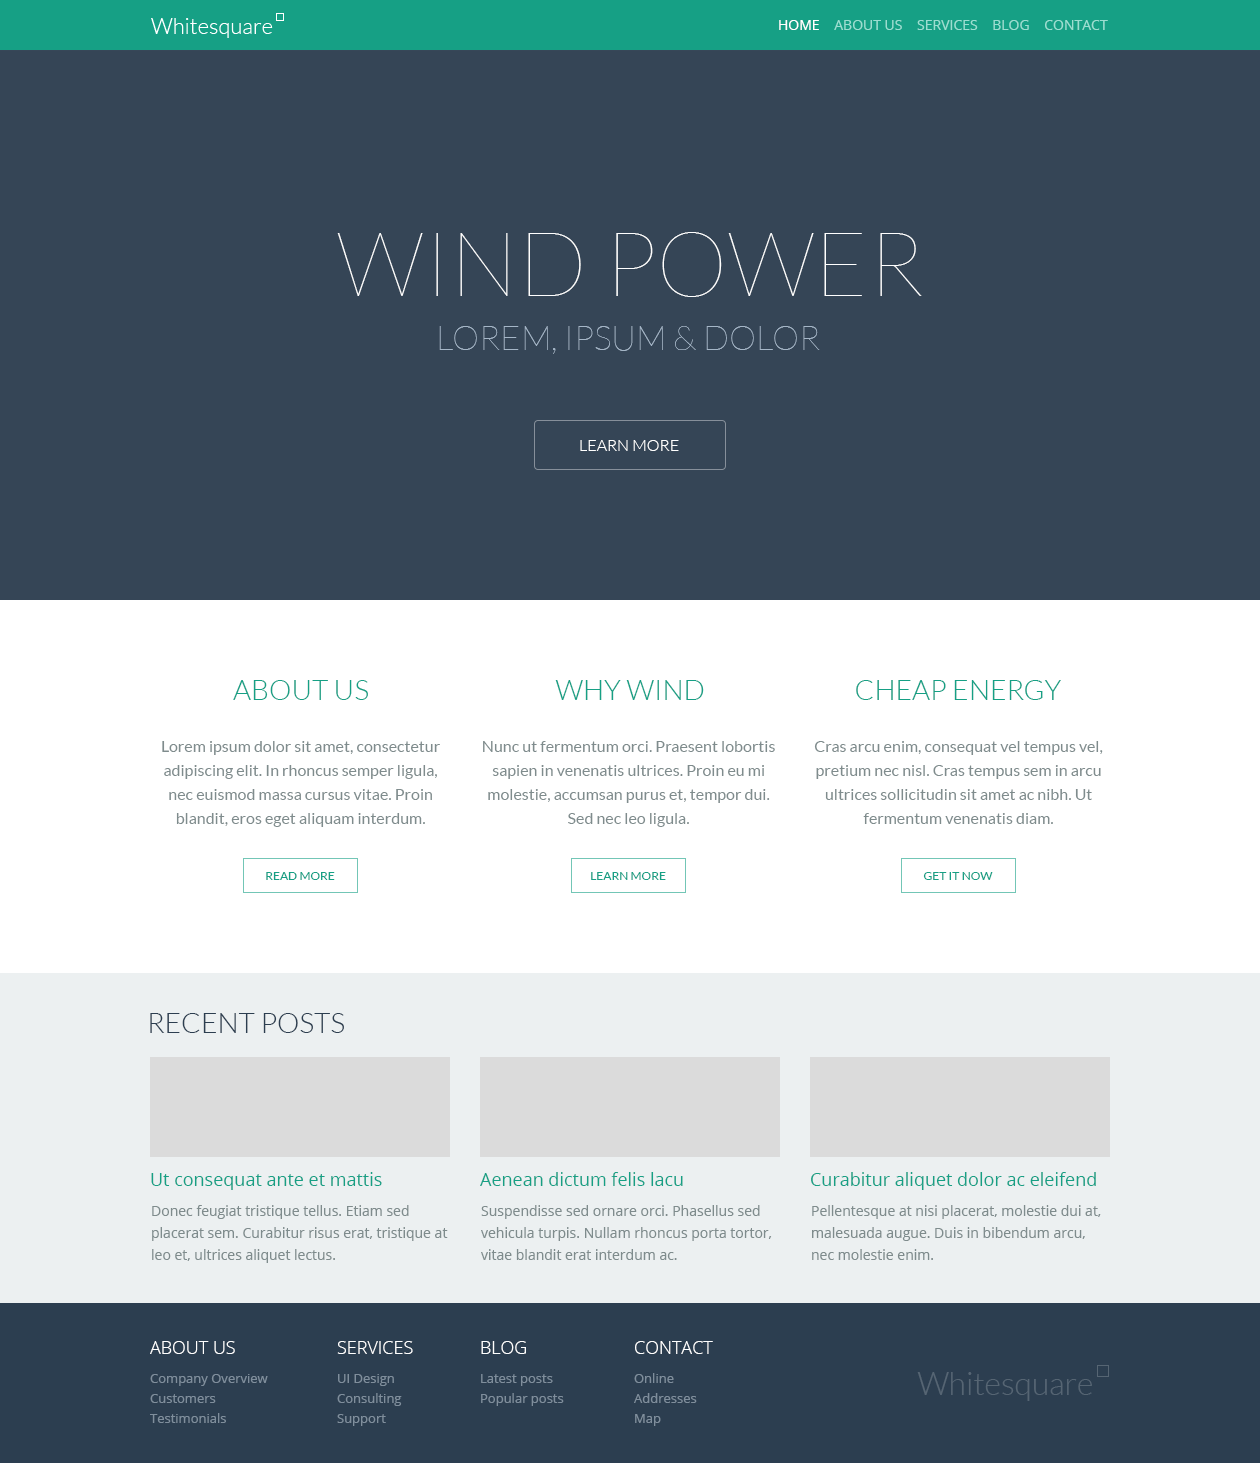 Whitesquare
HOME ABOUT US SERVICES BLOG CONTACT
WIND POWER
LOREM, IPSUM & DOLOR
LEARN MORE
ABOUT US
Lorem ipsum dolor sit amet, consectetur
adipiscing elit. In rhoncus semper ligula,
nec euismod massa cursus vitae. Proin
blandit, eros eget aliquam interdum.
READ MORE
WHY WIND
Nunc ut fermentum orci. Praesent lobortis
sapien in venenatis ultrices. Proin eu mi
molestie, accumsan purus et, tempor dui.
Sed nec leo ligula.
LEARN MORE
CHEAP ENERGY
Cras arcu enim, consequat vel tempus vel,
pretium nec nisl. Cras tempus sem in arcu
ultrices sollicitudin sit amet ac nibh. Ut
fermentum venenatis diam.
GET IT NOW
RECENT POSTS
Ut consequat ante et mattis
Donec feugiat tristique tellus. Etiam sed
placerat sem. Curabitur risus erat, tristique at
leo et, ultrices aliquet lectus.
Aenean dictum felis lacu
Suspendisse sed ornare orci. Phasellus sed
vehicula turpis. Nullam rhoncus porta tortor,
vitae blandit erat interdum ac.
Curabitur aliquet dolor ac eleifend
Pellentesque at nisi placerat, molestie dui at,
malesuada augue. Duis in bibendum arcu,
nec molestie enim.
ABOUT US
Company Overview
Customers
Testimonials
SERVICES
UI Design
Consulting
Support
BLOG
Latest posts
Popular posts
CONTACT
Online
Addresses
Map
Whitesquare